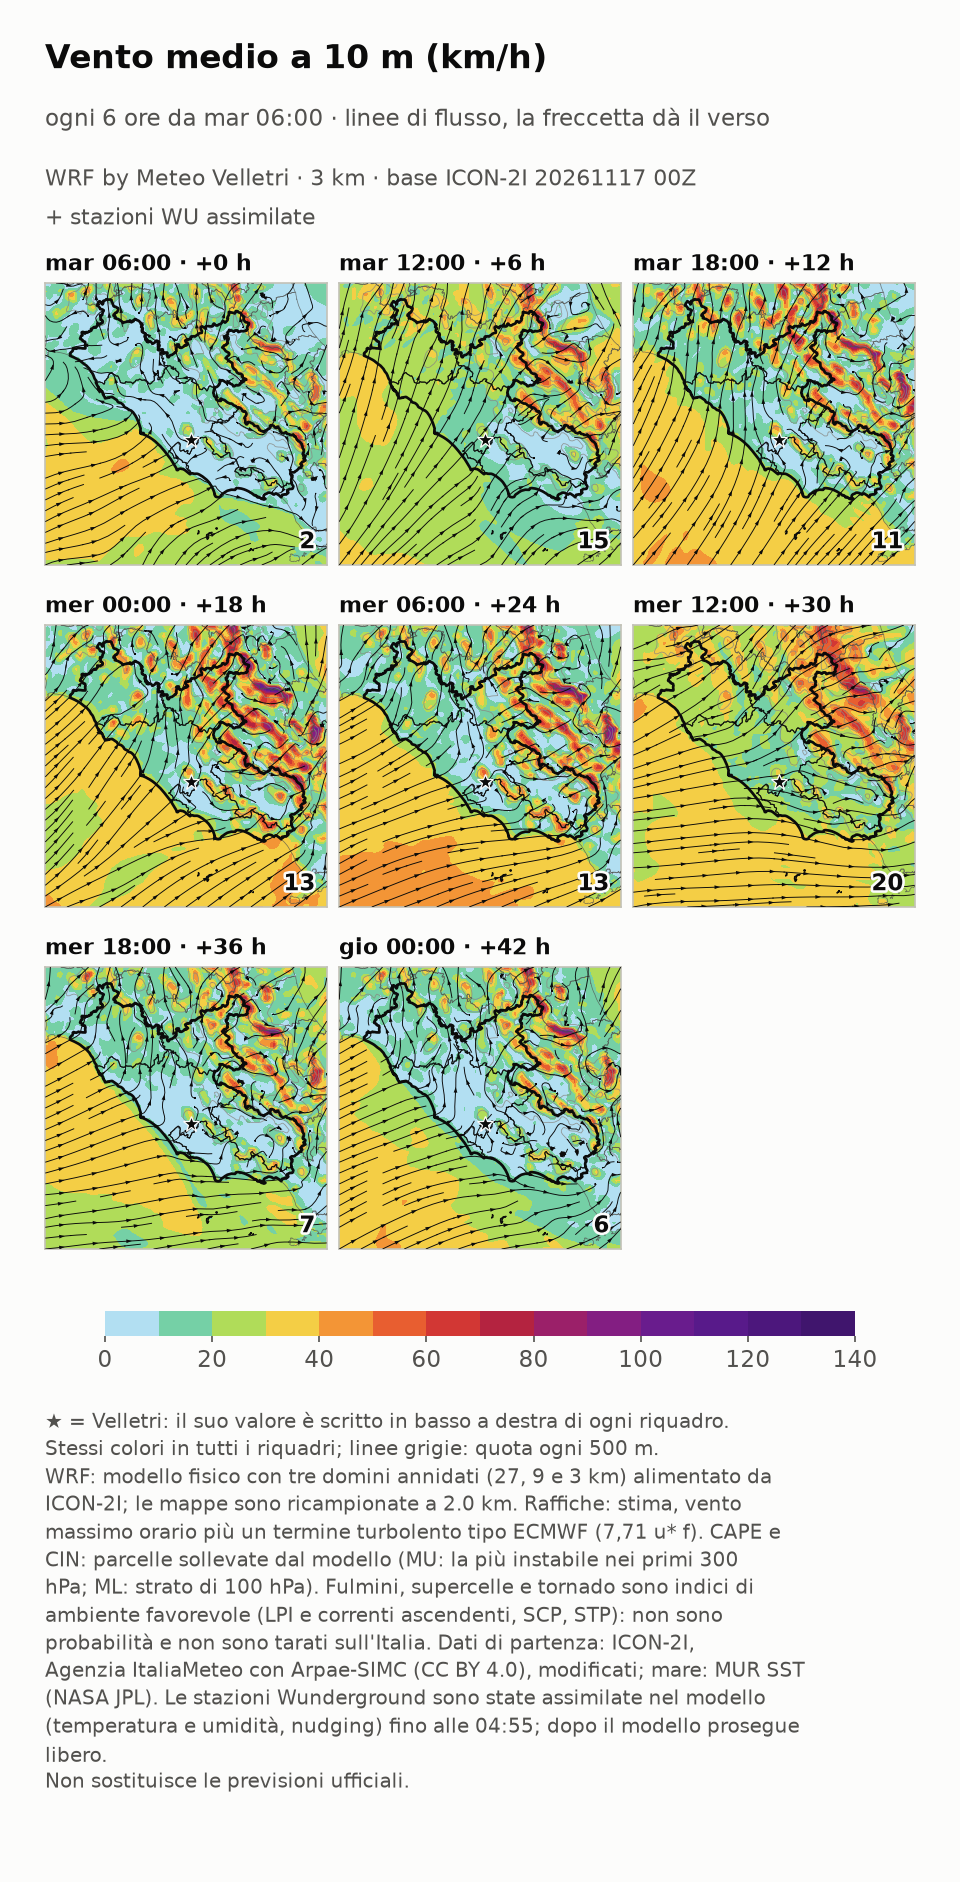 Vento medio a 10 m (km/h)
ogni 6 ore da mar 06:00 · linee di flusso, la freccetta dà il verso
WRF by Meteo Velletri · 3 km · base ICON-2I 20261117 00Z
+ stazioni WU assimilate
mar 06:00 · +0 h
mar 12:00 · +6 h
mar 18:00 · +12 h
2
15
11
mer 00:00 · +18 h
mer 06:00 · +24 h
mer 12:00 · +30 h
13
13
20
mer 18:00 · +36 h
gio 00:00 · +42 h
7
6
0 20 40 60 80 100 120 140
★ = Velletri: il suo valore è scritto in basso a destra di ogni riquadro.
Stessi colori in tutti i riquadri; linee grigie: quota ogni 500 m.
WRF: modello fisico con tre domini annidati (27, 9 e 3 km) alimentato da
ICON-2I; le mappe sono ricampionate a 2.0 km. Raffiche: stima, vento
massimo orario più un termine turbolento tipo ECMWF (7,71 u* f). CAPE e
CIN: parcelle sollevate dal modello (MU: la più instabile nei primi 300
hPa; ML: strato di 100 hPa). Fulmini, supercelle e tornado sono indici di
ambiente favorevole (LPI e correnti ascendenti, SCP, STP): non sono
probabilità e non sono tarati sull'Italia. Dati di partenza: ICON-2I,
Agenzia ItaliaMeteo con Arpae-SIMC (CC BY 4.0), modificati; mare: MUR SST
(NASA JPL). Le stazioni Wunderground sono state assimilate nel modello
(temperatura e umidità, nudging) fino alle 04:55; dopo il modello prosegue
libero.
Non sostituisce le previsioni ufficiali.